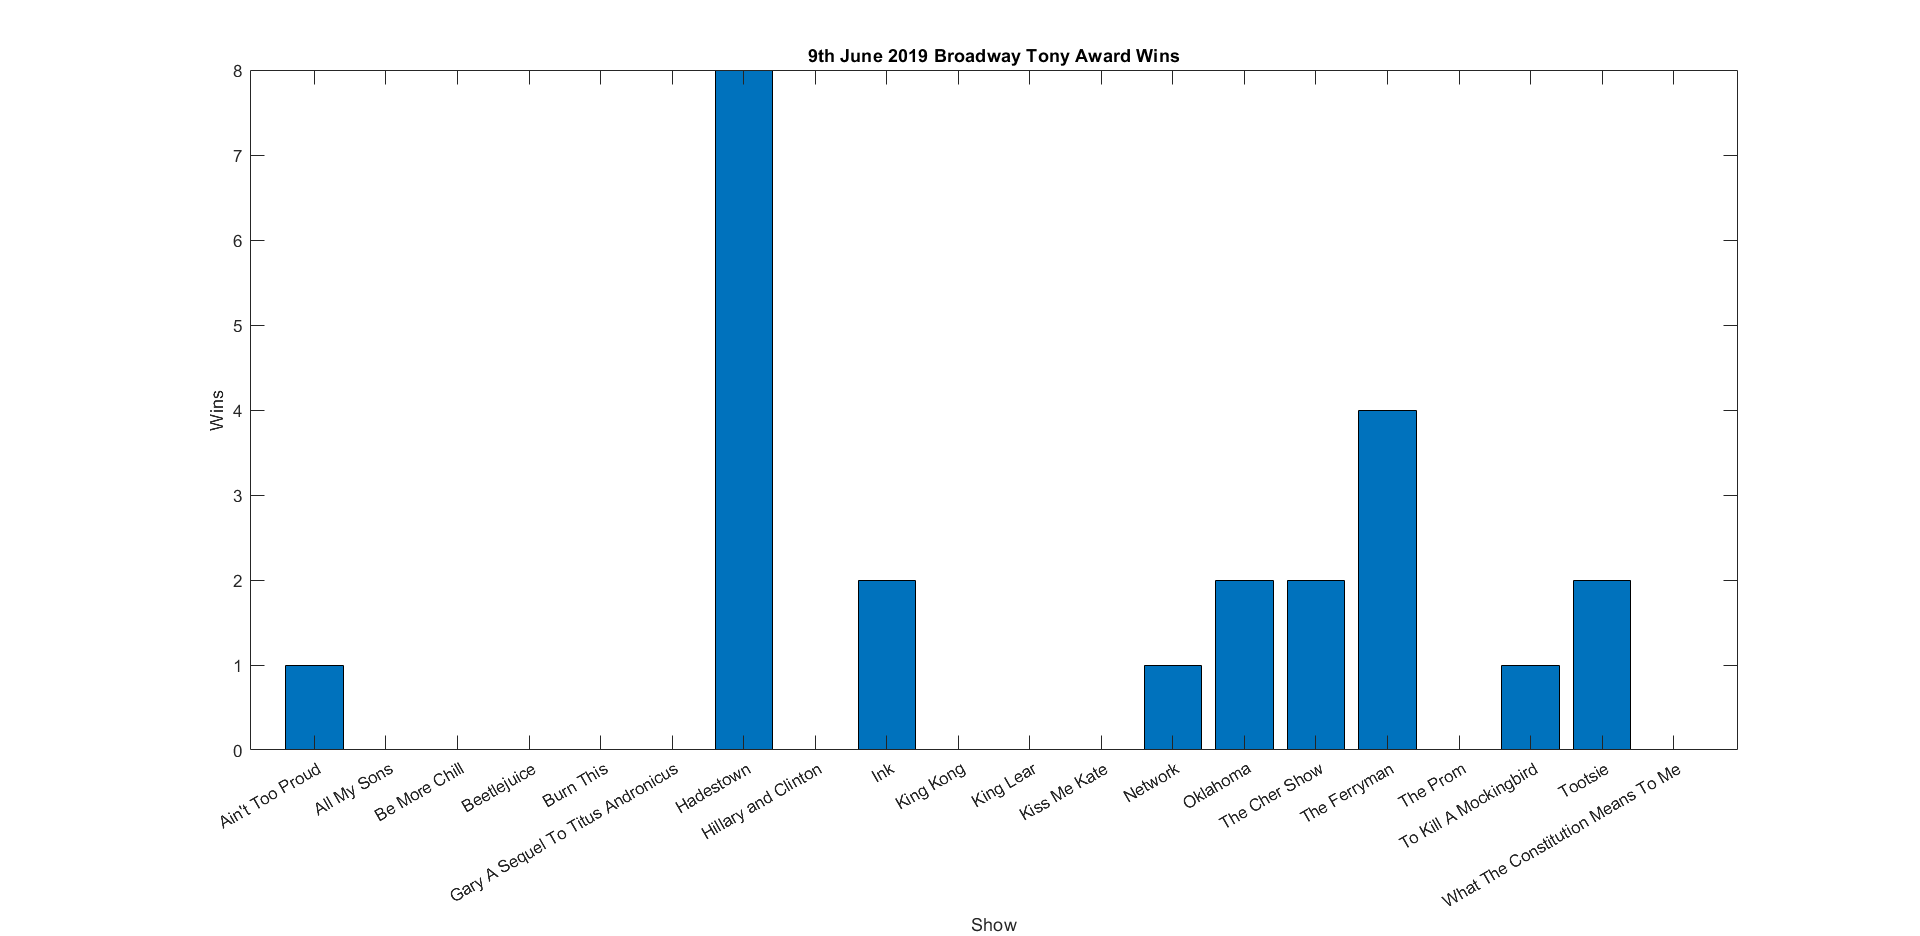 9th June 2019 Broadway Tony Award Wins
8
7
6
5
4
3
2
1
0
Wins
Ain't Too Proud
All My Sons
Be More Chill
Beetlejuice
Burn This
Gary A Sequel To Titus Andronicus
Hadestown
Hillary and Clinton
Ink
King Kong
King Lear
Kiss Me Kate
Network
Oklahoma
The Cher Show
The Ferryman
The Prom
To Kill A Mockingbird
Tootsie
What The Constitution Means To Me
Show